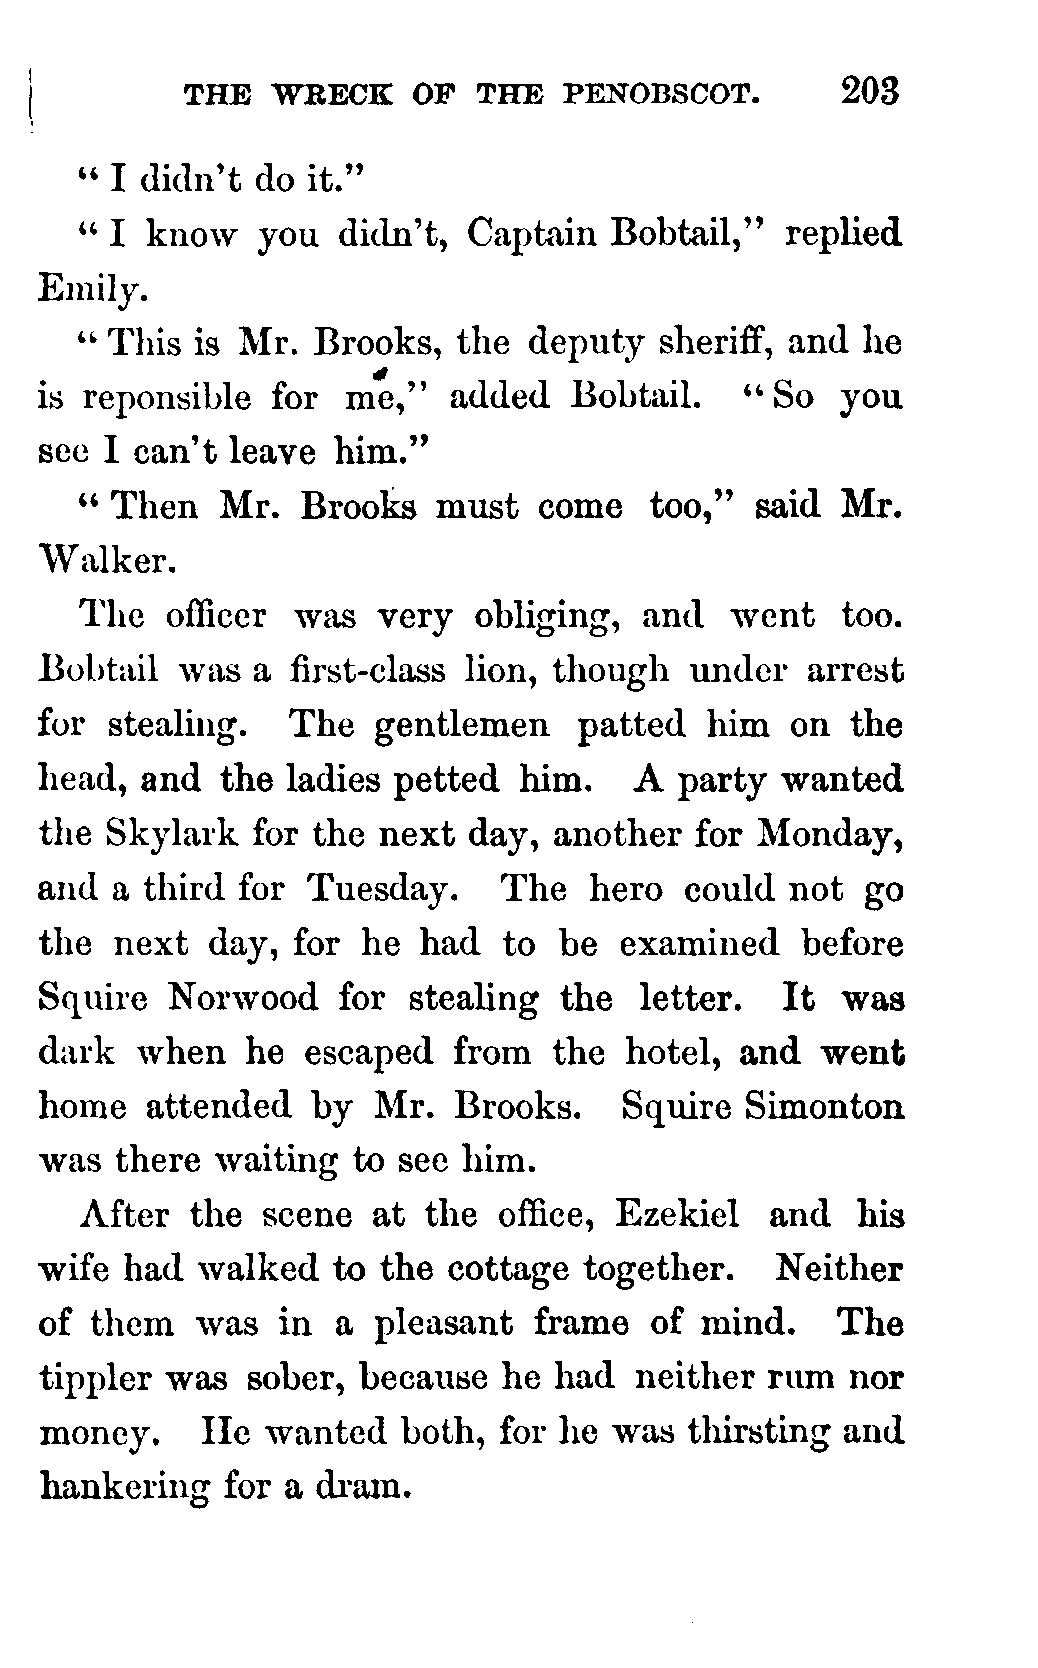 THE WRECK OF THE PENOBSCOT. 203
" I didn't do it."
" I know you didn't, Captain Bobtail," replied
Emily.
" This is Mr. Brooks, the deputy sheriff, and he
is reponsible for me," added Bobtail. " So you
see I can't leave him."
" Then Mr. Brooks must come too," said Mr.
Walker.
The officer was very obliging, and went too.
Bobtail was a first-class lion, though under arrest
for stealing. The gentlemen patted him on the
head, and the ladies petted him. A party wanted
the Skylark for the next day, another for Monday,
and a third for Tuesday. The hero could not go
the next day, for he had to be examined before
Squire Norwood for stealing the letter. It was
dark when he escaped from the hotel, and went
home attended by Mr. Brooks. Squire Simonton
was there waiting to see him.
After the scene at the office, Ezekiel and his
wife had walked to the cottage together. Neither
of them was in a pleasant frame of mind. The
tippler was sober, because he had neither rum nor
money. He wanted both, for he was thirsting and
hankering for a dram.